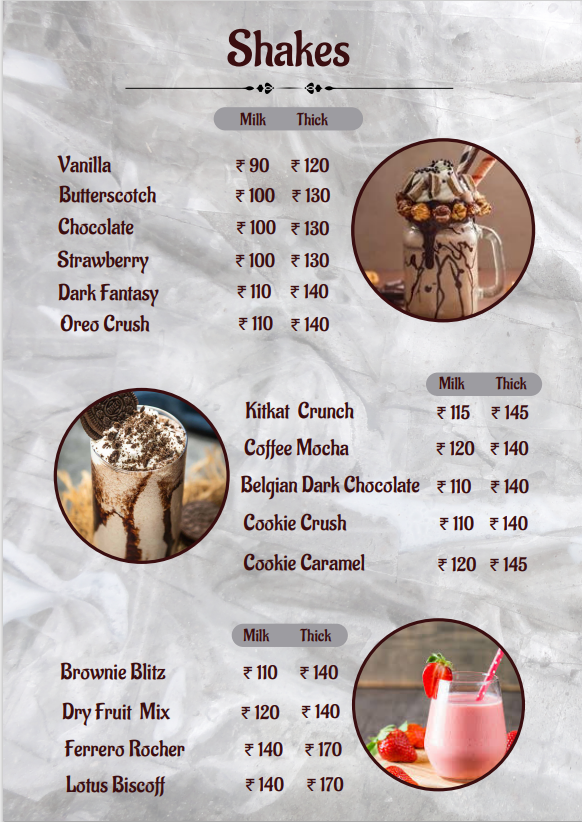 Shakes
Milk Thick
Vanilla ₹ 90 ₹ 120
Butterscotch ₹ 100 ₹ 130
Chocolate ₹ 100 ₹ 130
Strawberry ₹ 100 ₹ 130
Dark Fantasy ₹ 110 ₹ 140
Oreo Crush ₹ 110 ₹ 140
Milk Thick
Kitkat Crunch ₹ 115 ₹ 145
Coffee Mocha ₹ 120 ₹ 140
Belgian Dark Chocolate ₹ 110 ₹ 140
Cookie Crush ₹ 110 ₹ 140
Cookie Caramel ₹ 120 ₹ 145
Milk Thick
Brownie Blitz ₹ 110 ₹ 140
Dry Fruit Mix ₹ 120 ₹ 140
Ferrero Rocher ₹ 140 ₹ 170
Lotus Biscoff ₹ 140 ₹ 170